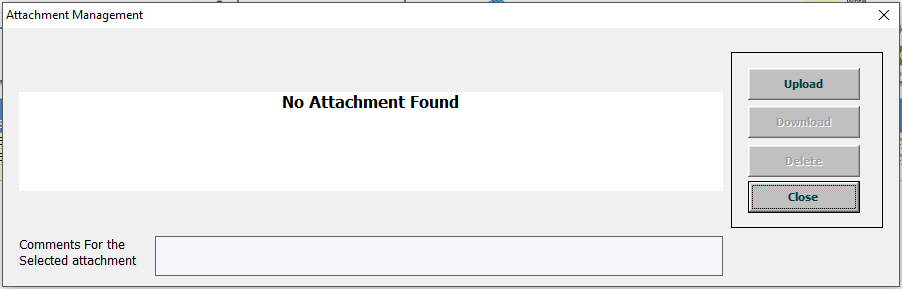 Attachment Management
No Attachment Found
Upload
Download
Delete
Close
Comments For the
Selected attachment